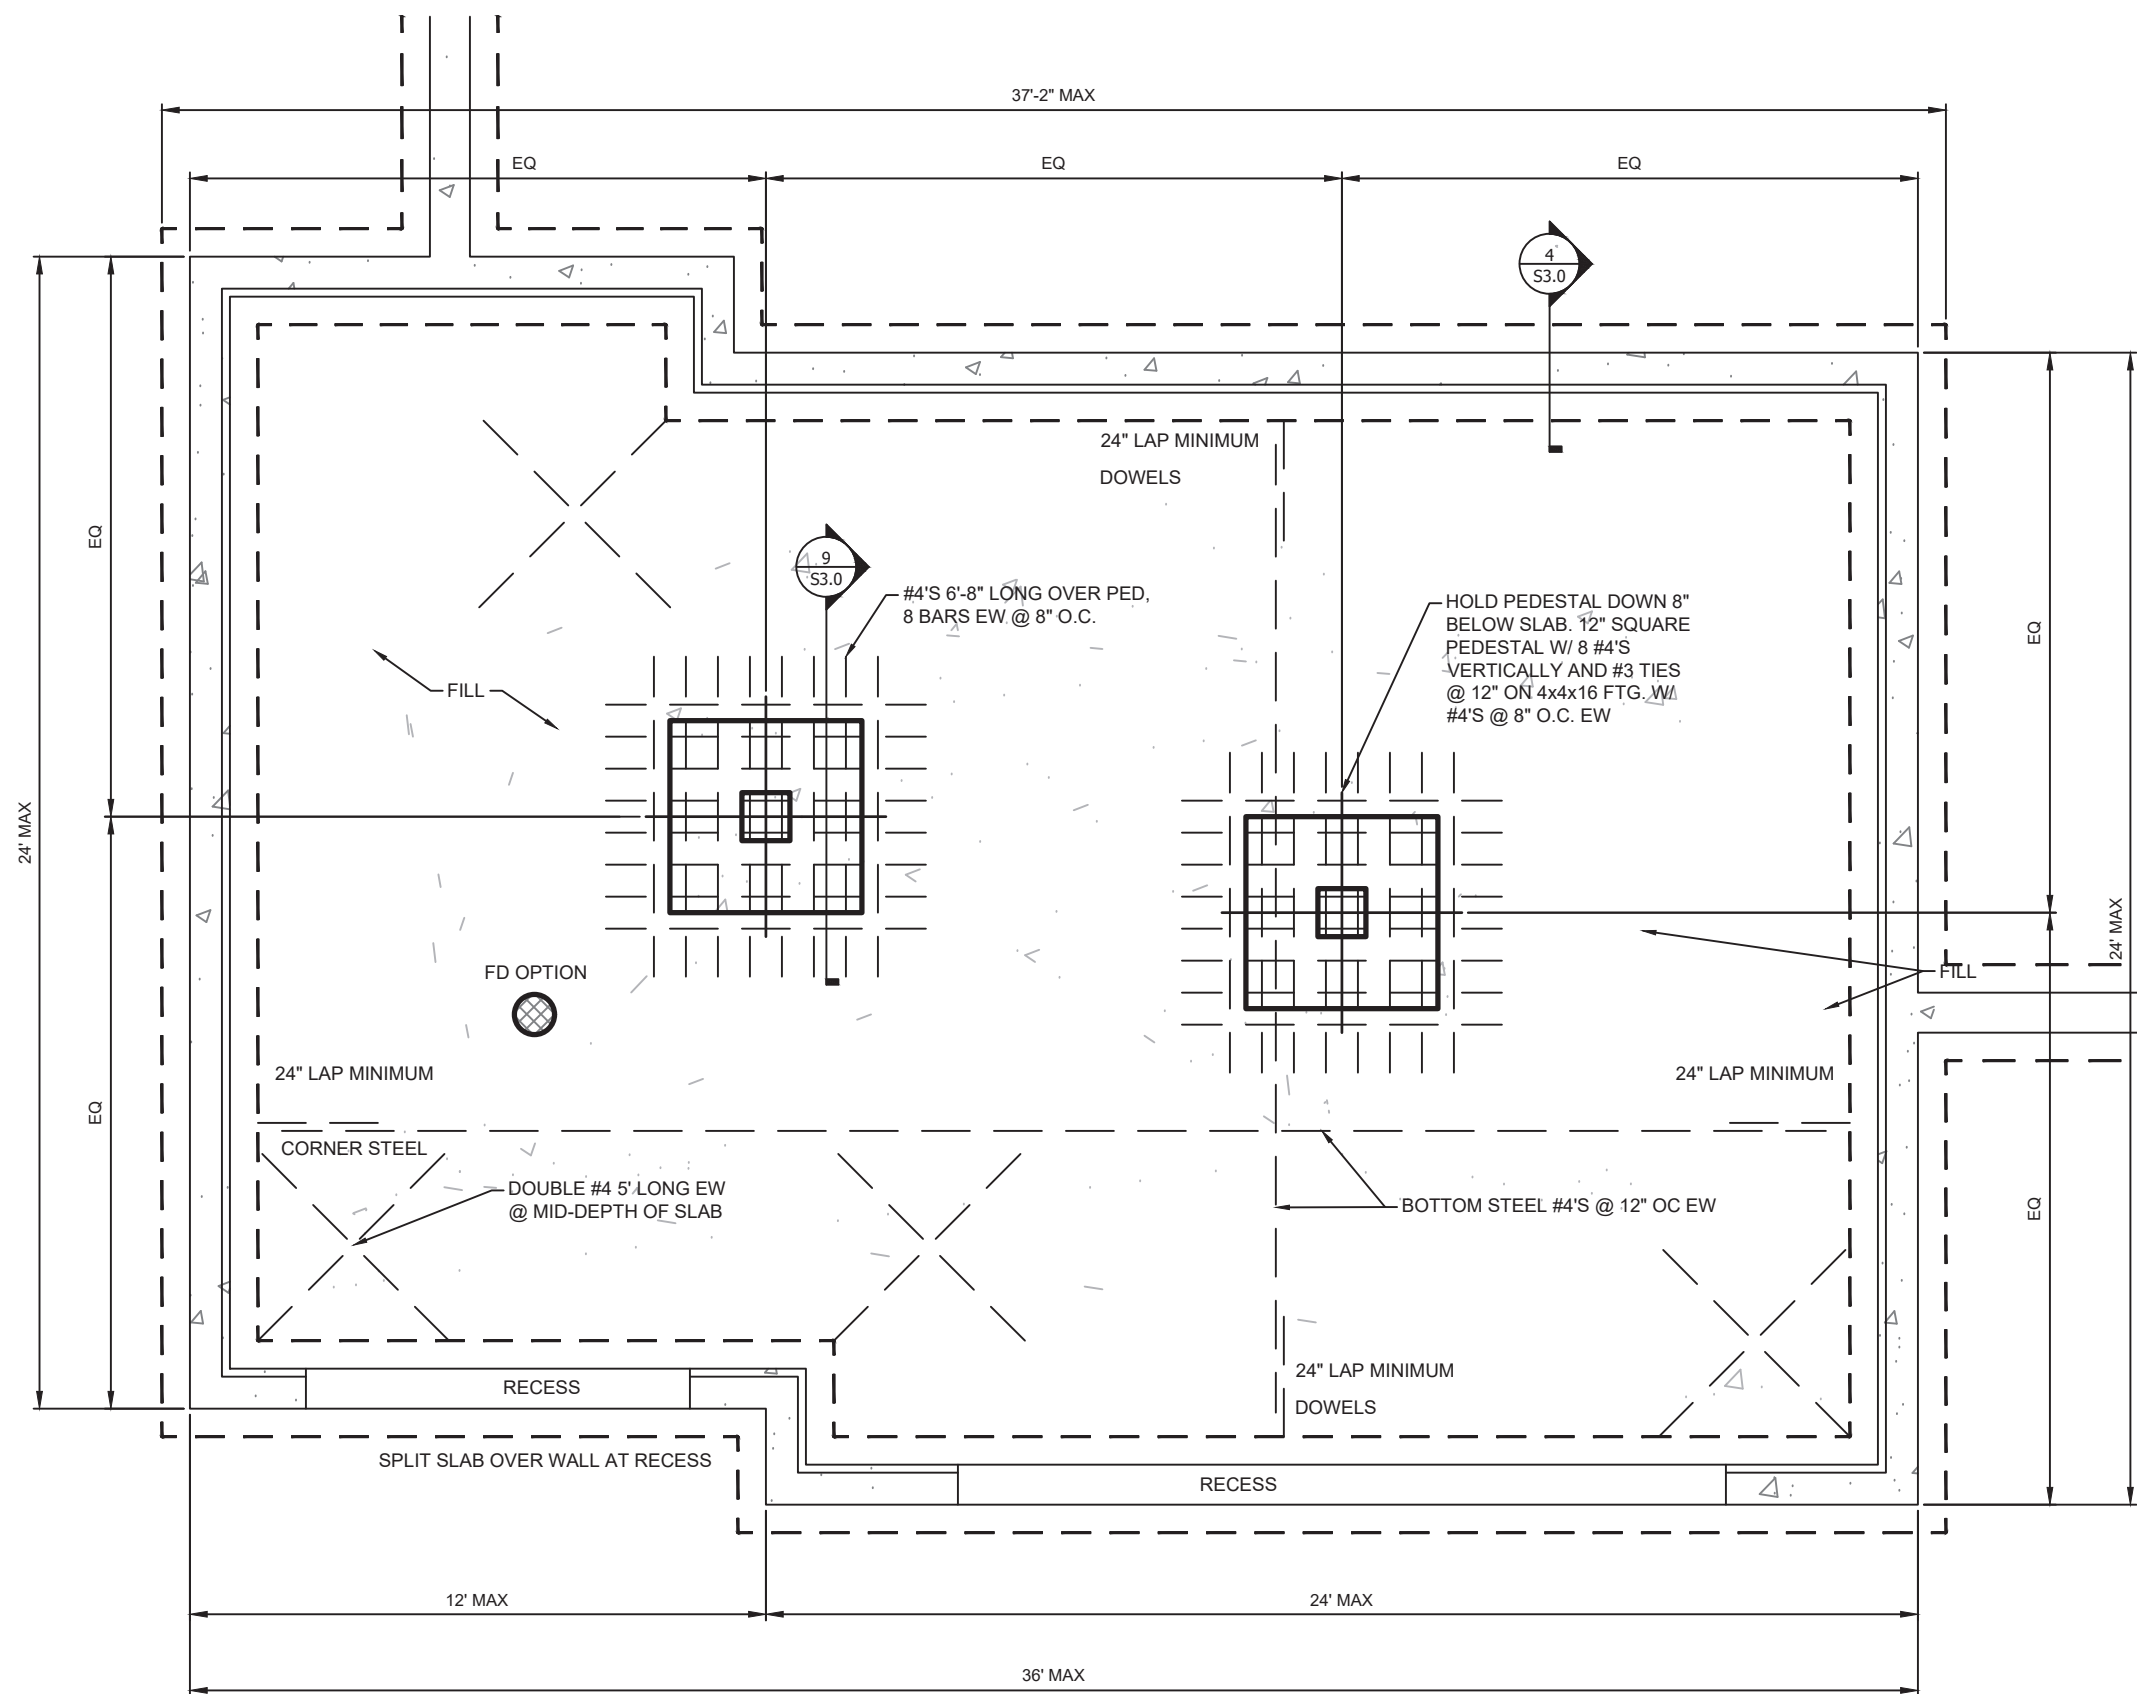 37'-2" MAX
EQ
EQ
EQ
4
S3.0
24" LAP MINIMUM
DOWELS
EQ
9
S3.0
#4'S 6'-8" LONG OVER PED,
8 BARS EW @ 8" O.C.
HOLD PEDESTAL DOWN 8"
BELOW SLAB. 12" SQUARE
PEDESTAL W/ 8 #4'S
VERTICALLY AND #3 TIES
@ 12" ON 4x4x16 FTG. W/
#4'S @ 8" O.C. EW
EQ
FILL
24' MAX
24' MAX
FD OPTION
FILL
24" LAP MINIMUM
24" LAP MINIMUM
EQ
CORNER STEEL
DOUBLE #4 5' LONG EW
@ MID-DEPTH OF SLAB
BOTTOM STEEL #4'S @ 12" OC EW
EQ
24" LAP MINIMUM
DOWELS
RECESS
SPLIT SLAB OVER WALL AT RECESS
RECESS
12' MAX
24' MAX
36' MAX